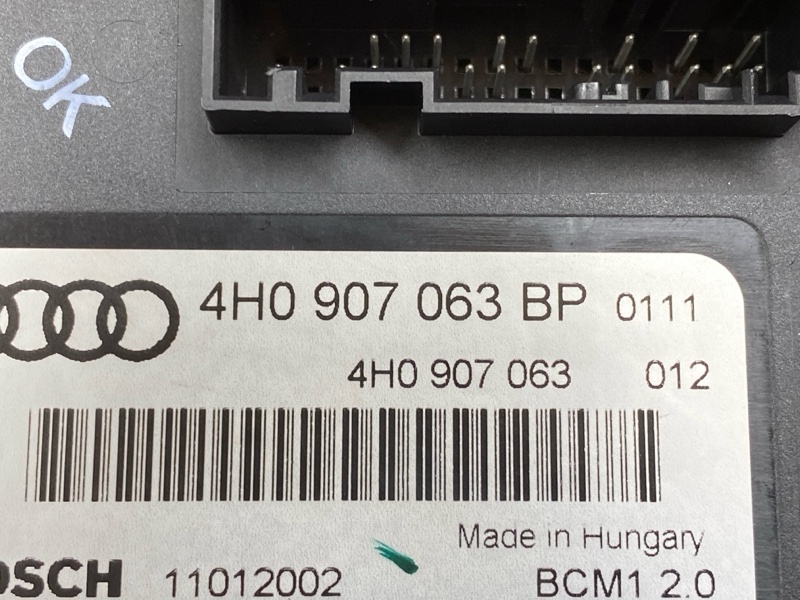 OK
4H0 907 063 BP 0111
4H0 907 063 012
Made in Hungary
OSCH 11012002 BCM1 2.0